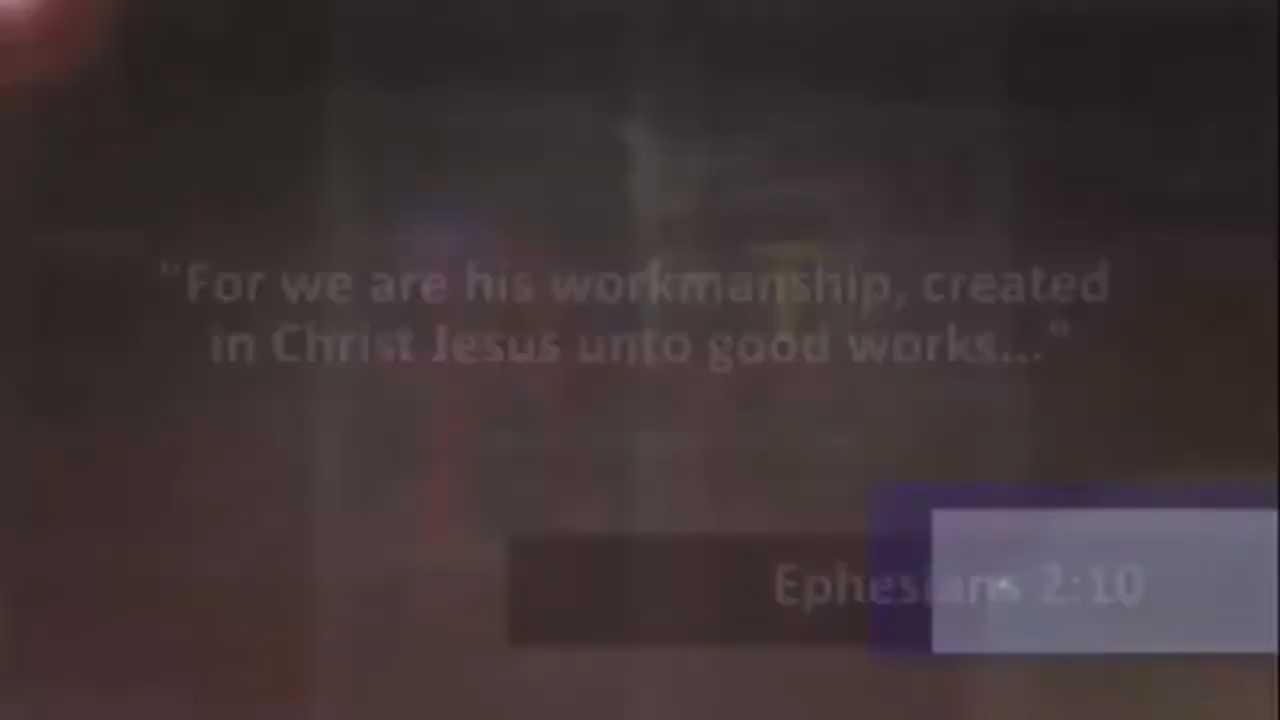 "For we are his workmanship, created
in Christ Jesus unto good works..."
Ephesians 2:10